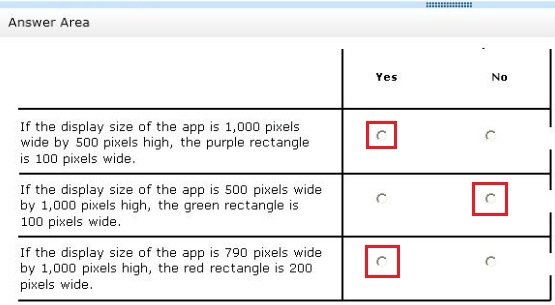 Answer Area
Yes No
If the display size of the app is 1,000 pixels
wide by 500 pixels high, the purple rectangle
is 100 pixels wide.
If the display size of the app is 500 pixels wide
by 1,000 pixels high, the green rectangle is
100 pixels wide.
If the display size of the app is 790 pixels wide
by 1,000 pixels high, the red rectangle is 200
pixels wide.